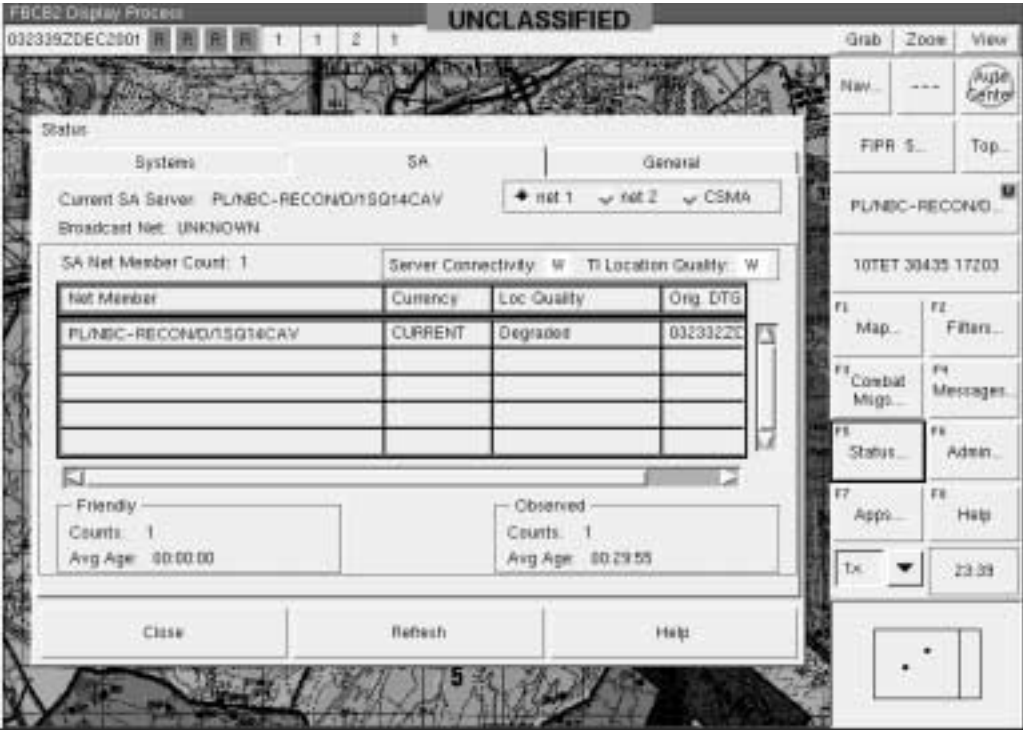 FBCB2 Display Process
UNCLASSIFIED
032339ZDEC2001 R R R R 1 1 2 1
Grab Zoom View
Nav... --- Auto Center
FIPR 5... Top...
PL/NBC-RECON/D...
10TET 30435 17203
F1 Map... F2 Filters...
F3 Combat Msgs... F4 Messages...
F5 Status... F6 Admin...
F7 Apps... F8 Help
1x 23:39
Status
Systems SA General
Current SA Server: PL/NBC-RECON/D/1SQ14CAV
net 1 net 2 CSMA
Broadcast Net: UNKNOWN
SA Net Member Count: 1
Server Connectivity: W TI Location Quality: W
Net Member Currency Loc Quality Orig. DTG
PL/NBC-RECON/D/1SQ14CAV CURRENT Degraded 032332ZD
Friendly
Counts: 1
Avg Age: 00:00:00
Observed
Counts: 1
Avg Age: 00:29:55
Close Refresh Help
5